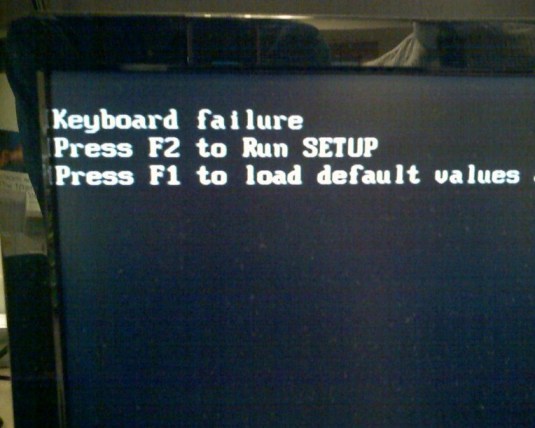 Keyboard failure
Press F2 to Run SETUP
Press F1 to load default values